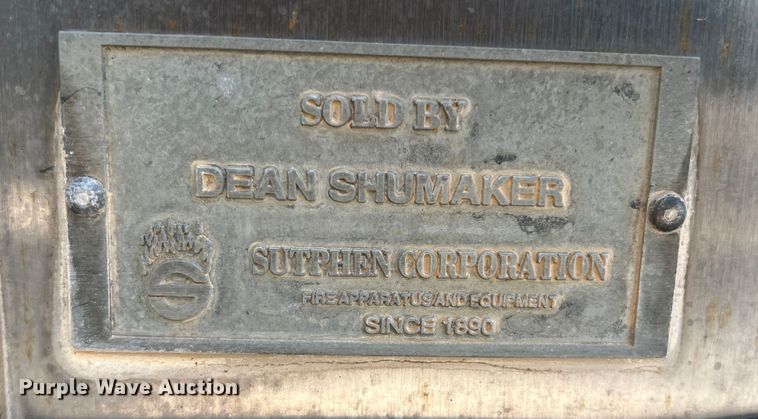 SOLD BY
DEAN SHUMAKER
S
SUTPHEN CORPORATION
FIRE APPARATUS AND EQUIPMENT
SINCE 1890
Purple Wave Auction